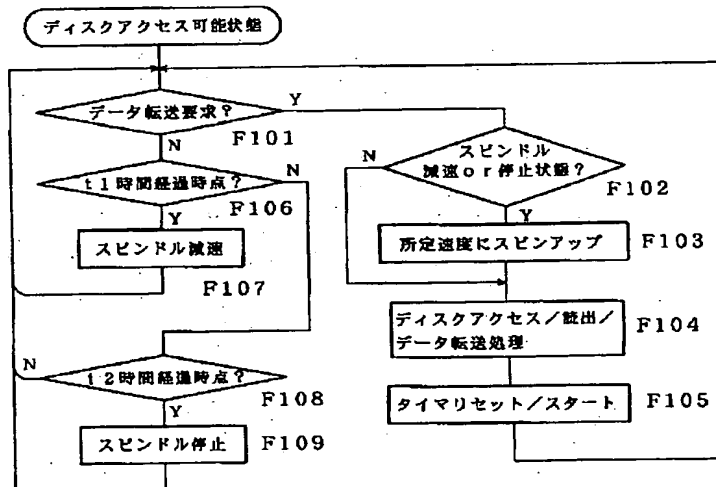 ディスクアクセス可能状態
データ転送要求?
Y
F101
N
t1時間経過時点?
N
F106
Y
スピンドル減速
F107
N
t2時間経過時点?
F108
Y
スピンドル停止
F109
N
スピンドル
減速or停止状態?
F102
Y
所定速度にスピンアップ
F103
ディスクアクセス/読出/
データ転送処理
F104
タイマリセット/スタート
F105